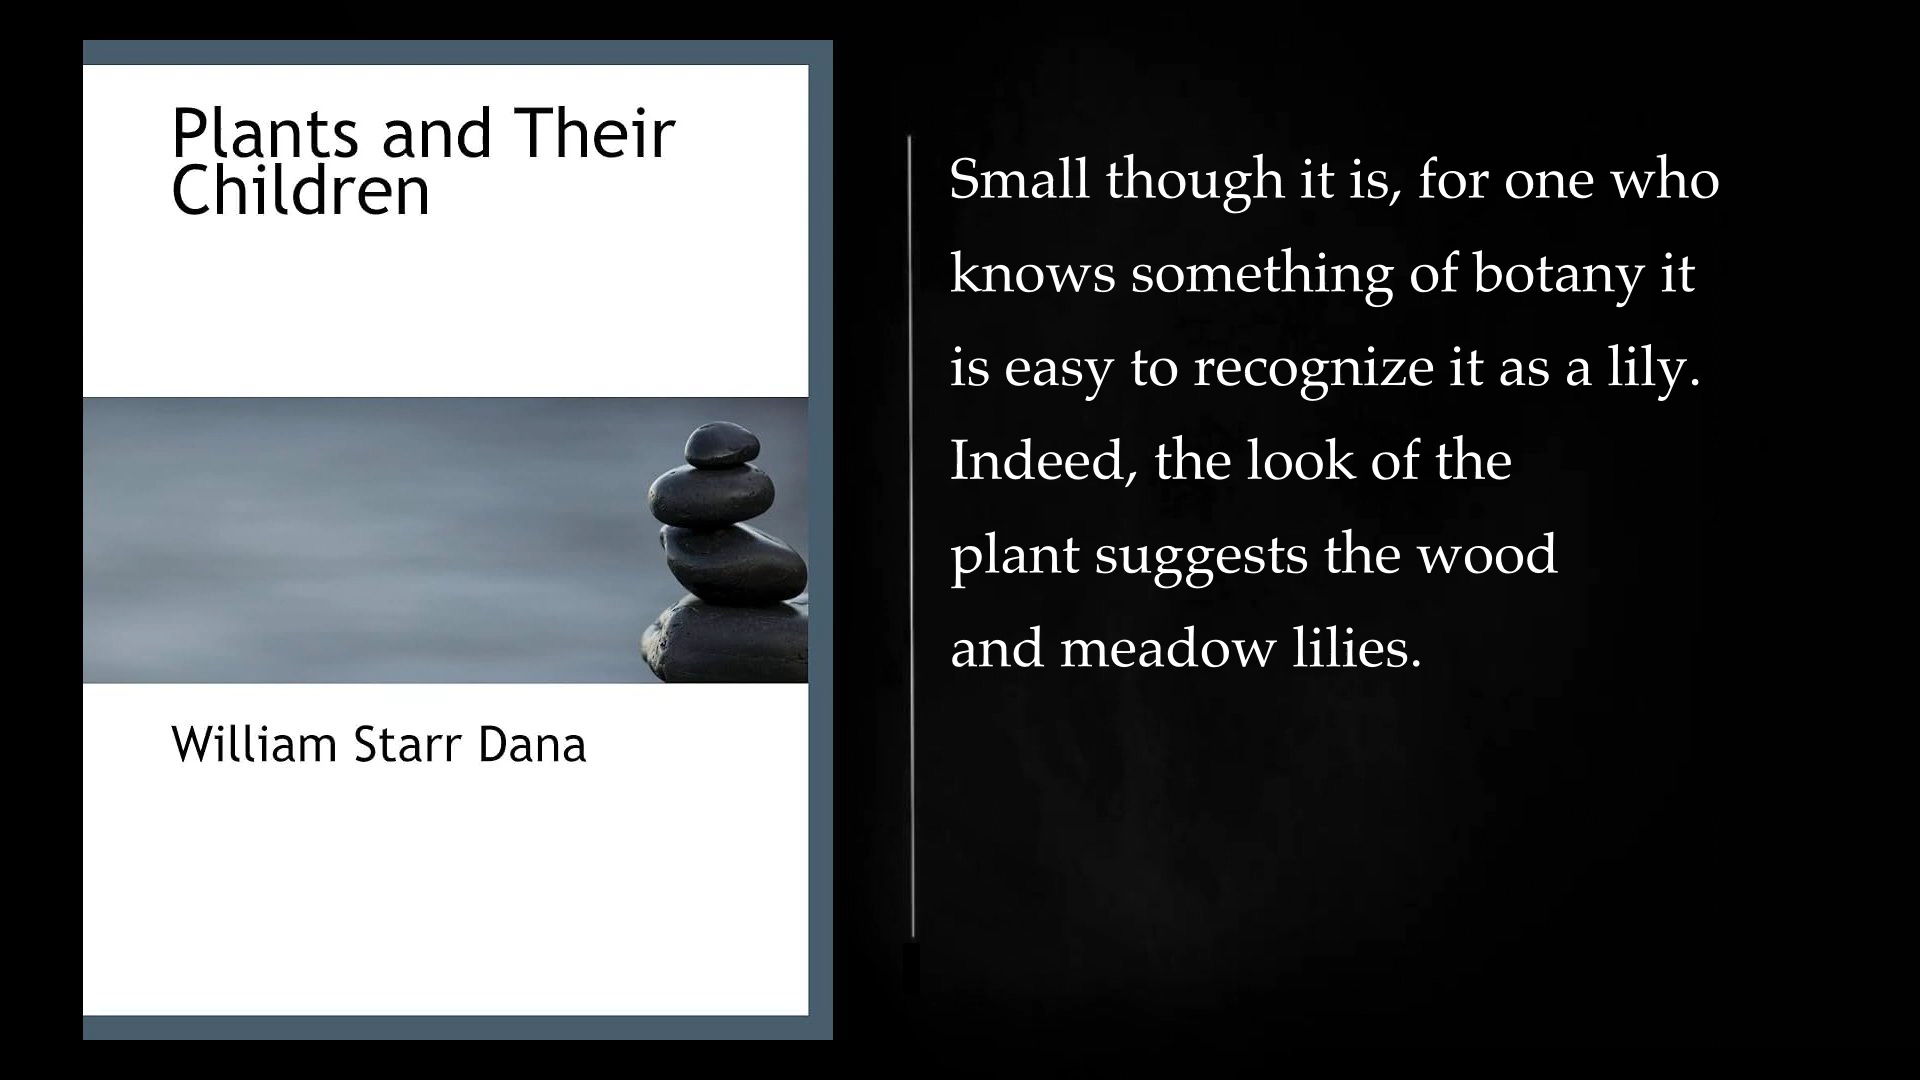 Plants and Their
Children
William Starr Dana
Small though it is, for one who
knows something of botany it
is easy to recognize it as a lily.
Indeed, the look of the
plant suggests the wood
and meadow lilies.